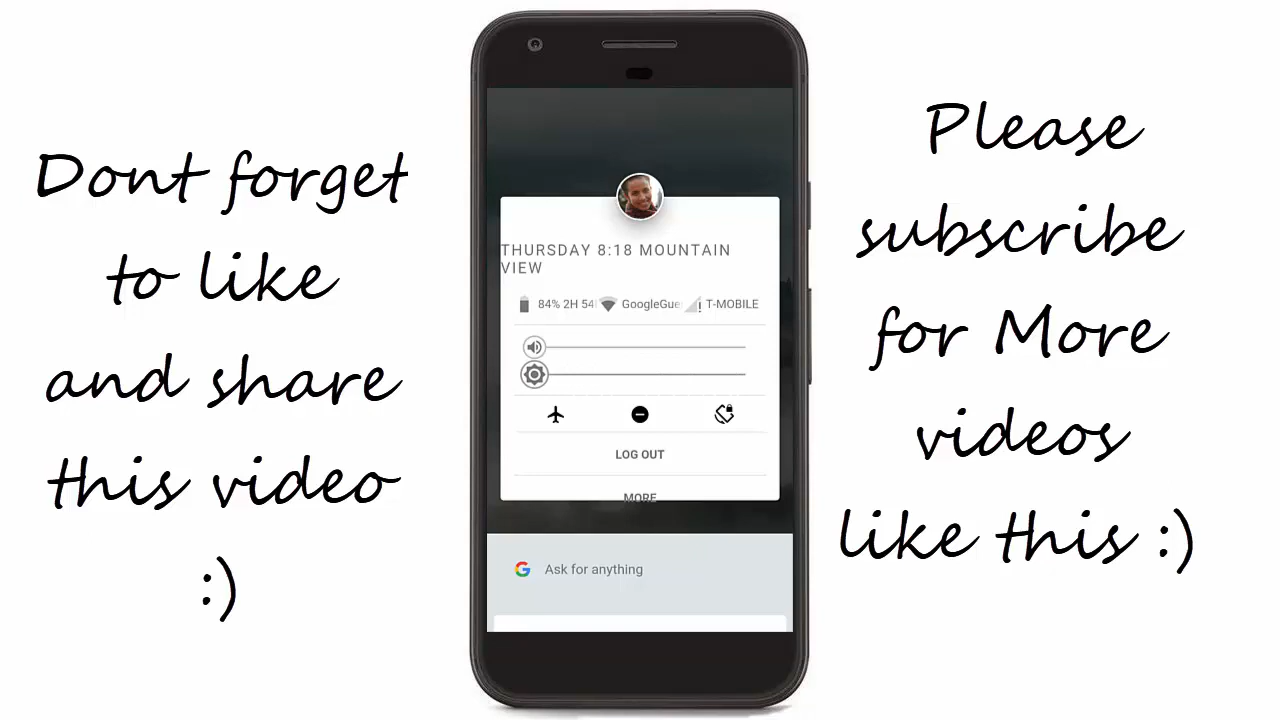 Dont forget
to like
and share
this video
:)
THURSDAY 8:18 MOUNTAIN
VIEW
84% 2H 54 GoogleGue T-MOBILE
LOG OUT
MORE
G Ask for anything
Please
subscribe
for More
videos
like this :)